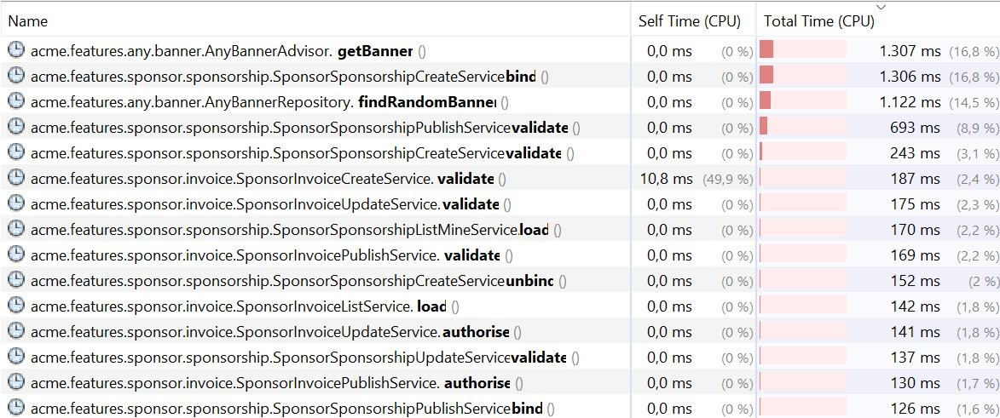 Name Self Time (CPU) Total Time (CPU)
acme.features.any.banner.AnyBannerAdvisor. getBanner () 0,0 ms (0 %) 1.307 ms (16,8 %)
acme.features.sponsor.sponsorship.SponsorSponsorshipCreateService bind () 0,0 ms (0 %) 1.306 ms (16,8 %)
acme.features.any.banner.AnyBannerRepository. findRandomBanner () 0,0 ms (0 %) 1.122 ms (14,5 %)
acme.features.sponsor.sponsorship.SponsorSponsorshipPublishService validate () 0,0 ms (0 %) 693 ms (8,9 %)
acme.features.sponsor.sponsorship.SponsorSponsorshipCreateService validate () 0,0 ms (0 %) 243 ms (3,1 %)
acme.features.sponsor.invoice.SponsorInvoiceCreateService. validate () 10,8 ms (49,9 %) 187 ms (2,4 %)
acme.features.sponsor.invoice.SponsorInvoiceUpdateService. validate () 0,0 ms (0 %) 175 ms (2,3 %)
acme.features.sponsor.sponsorship.SponsorSponsorshipListMineService. load () 0,0 ms (0 %) 170 ms (2,2 %)
acme.features.sponsor.invoice.SponsorInvoicePublishService. validate () 0,0 ms (0 %) 169 ms (2,2 %)
acme.features.sponsor.sponsorship.SponsorSponsorshipCreateService unbind () 0,0 ms (0 %) 152 ms (2 %)
acme.features.sponsor.invoice.SponsorInvoiceListService. load () 0,0 ms (0 %) 142 ms (1,8 %)
acme.features.sponsor.invoice.SponsorInvoiceUpdateService. authorise () 0,0 ms (0 %) 141 ms (1,8 %)
acme.features.sponsor.sponsorship.SponsorSponsorshipUpdateService validate () 0,0 ms (0 %) 137 ms (1,8 %)
acme.features.sponsor.invoice.SponsorInvoicePublishService. authorise () 0,0 ms (0 %) 130 ms (1,7 %)
acme.features.sponsor.sponsorship.SponsorSponsorshipPublishService bind () 0,0 ms (0 %) 126 ms (1,6 %)